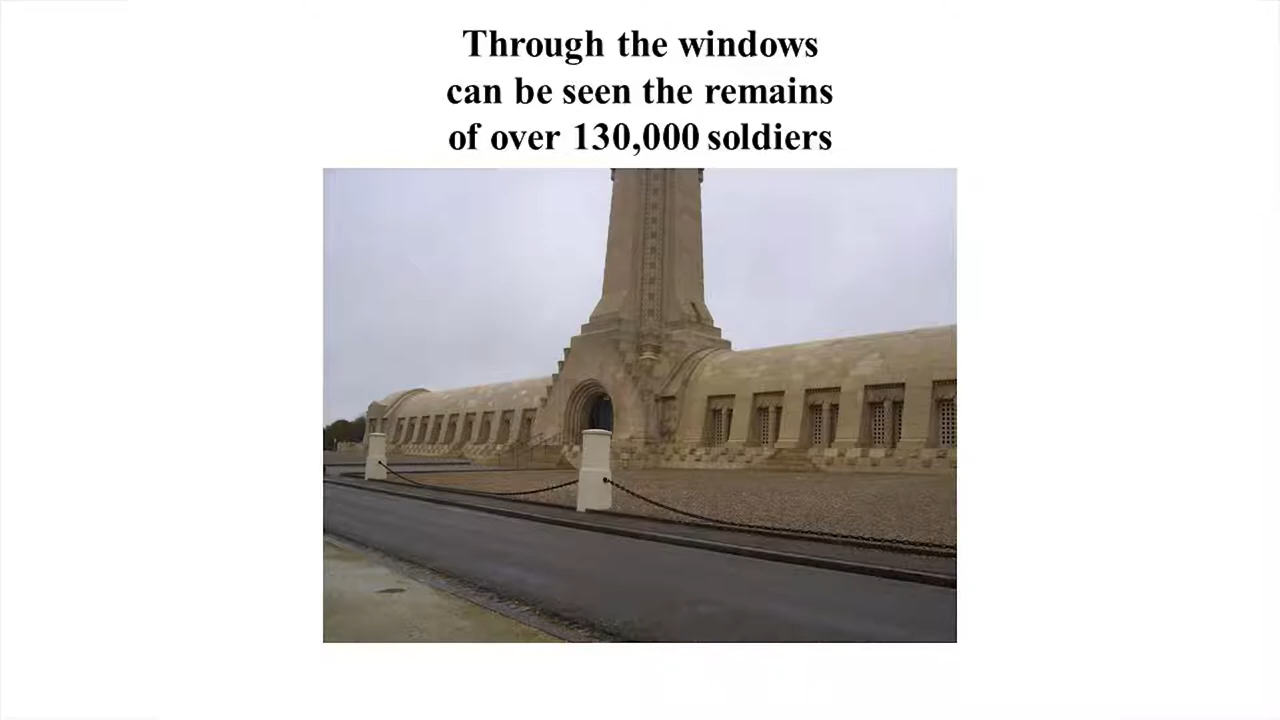 Through the windows
can be seen the remains
of over 130,000 soldiers